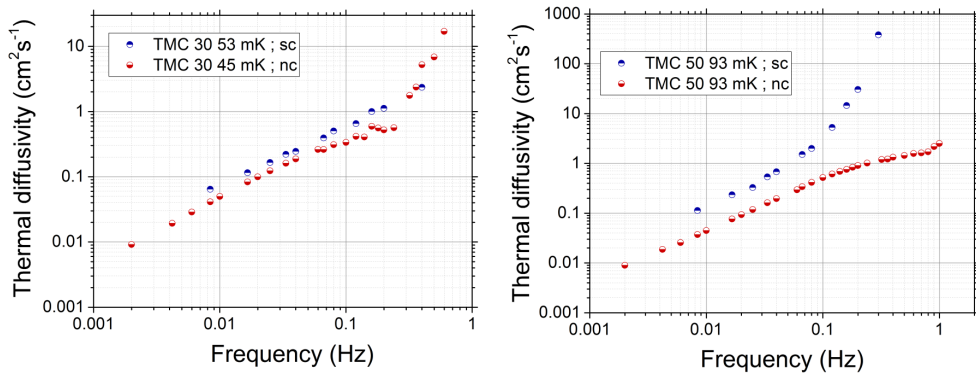 TMC 30 53 mK ; sc
TMC 30 45 mK ; nc
Thermal diffusivity (cm²s⁻¹)
10
1
0.1
0.01
0.001
0.001
0.01
0.1
1
Frequency (Hz)
TMC 50 93 mK ; sc
TMC 50 93 mK ; nc
Thermal diffusivity (cm²s⁻¹)
1000
100
10
1
0.1
0.01
0.001
0.001
0.01
0.1
1
Frequency (Hz)